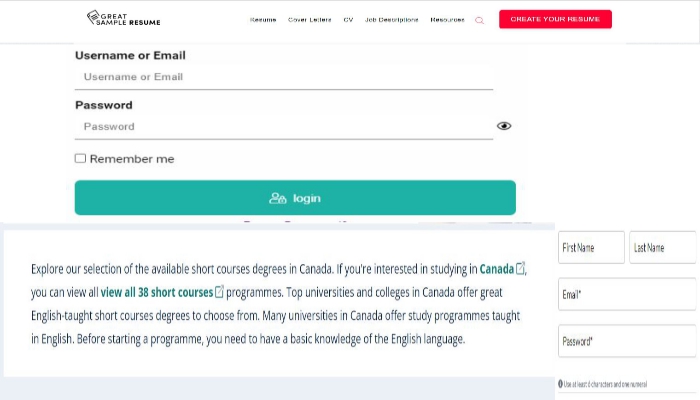 GREAT
SAMPLE RESUME
Resume Cover Letters CV Job Descriptions Resources CREATE YOUR RESUME
Username or Email
Username or Email
Password
Password
Remember me
login
Explore our selection of the available short courses degrees in Canada. If you're interested in studying in Canada,
you can view all view all 38 short courses programmes. Top universities and colleges in Canada offer great
English-taught short courses degrees to choose from. Many universities in Canada offer study programmes taught
in English. Before starting a programme, you need to have a basic knowledge of the English language.
First Name Last Name
Email*
Password*
Use at least 6 characters and one numeral